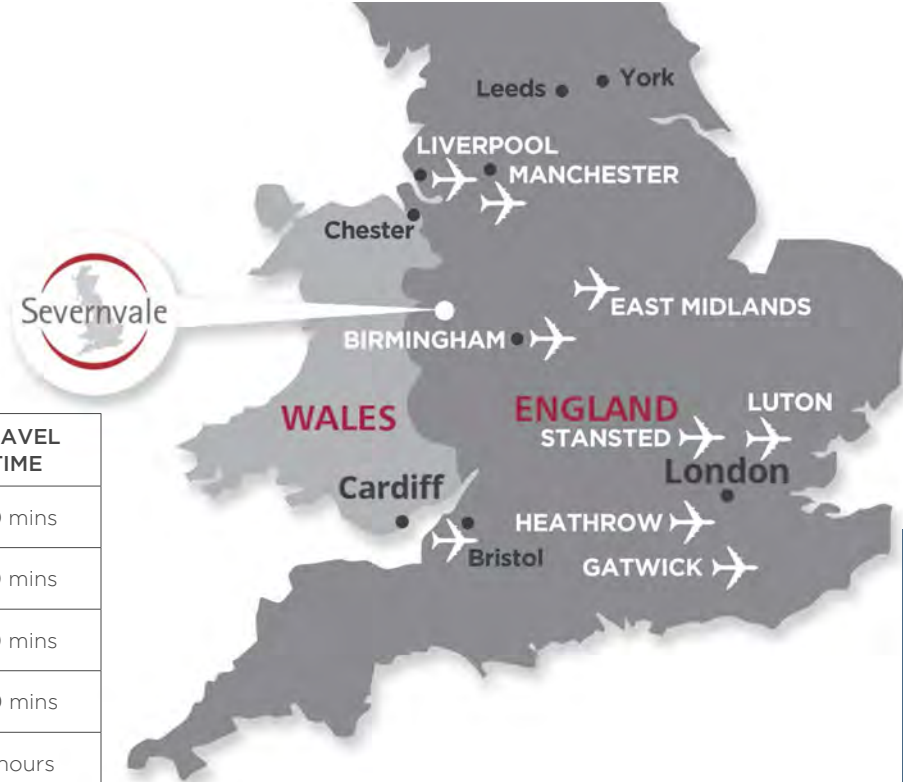 Leeds
York
LIVERPOOL
MANCHESTER
Chester
Severnvale
EAST MIDLANDS
BIRMINGHAM
WALES
ENGLAND
LUTON
STANSTED
London
Cardiff
HEATHROW
Bristol
GATWICK
mins
mins
mins
mins
hours